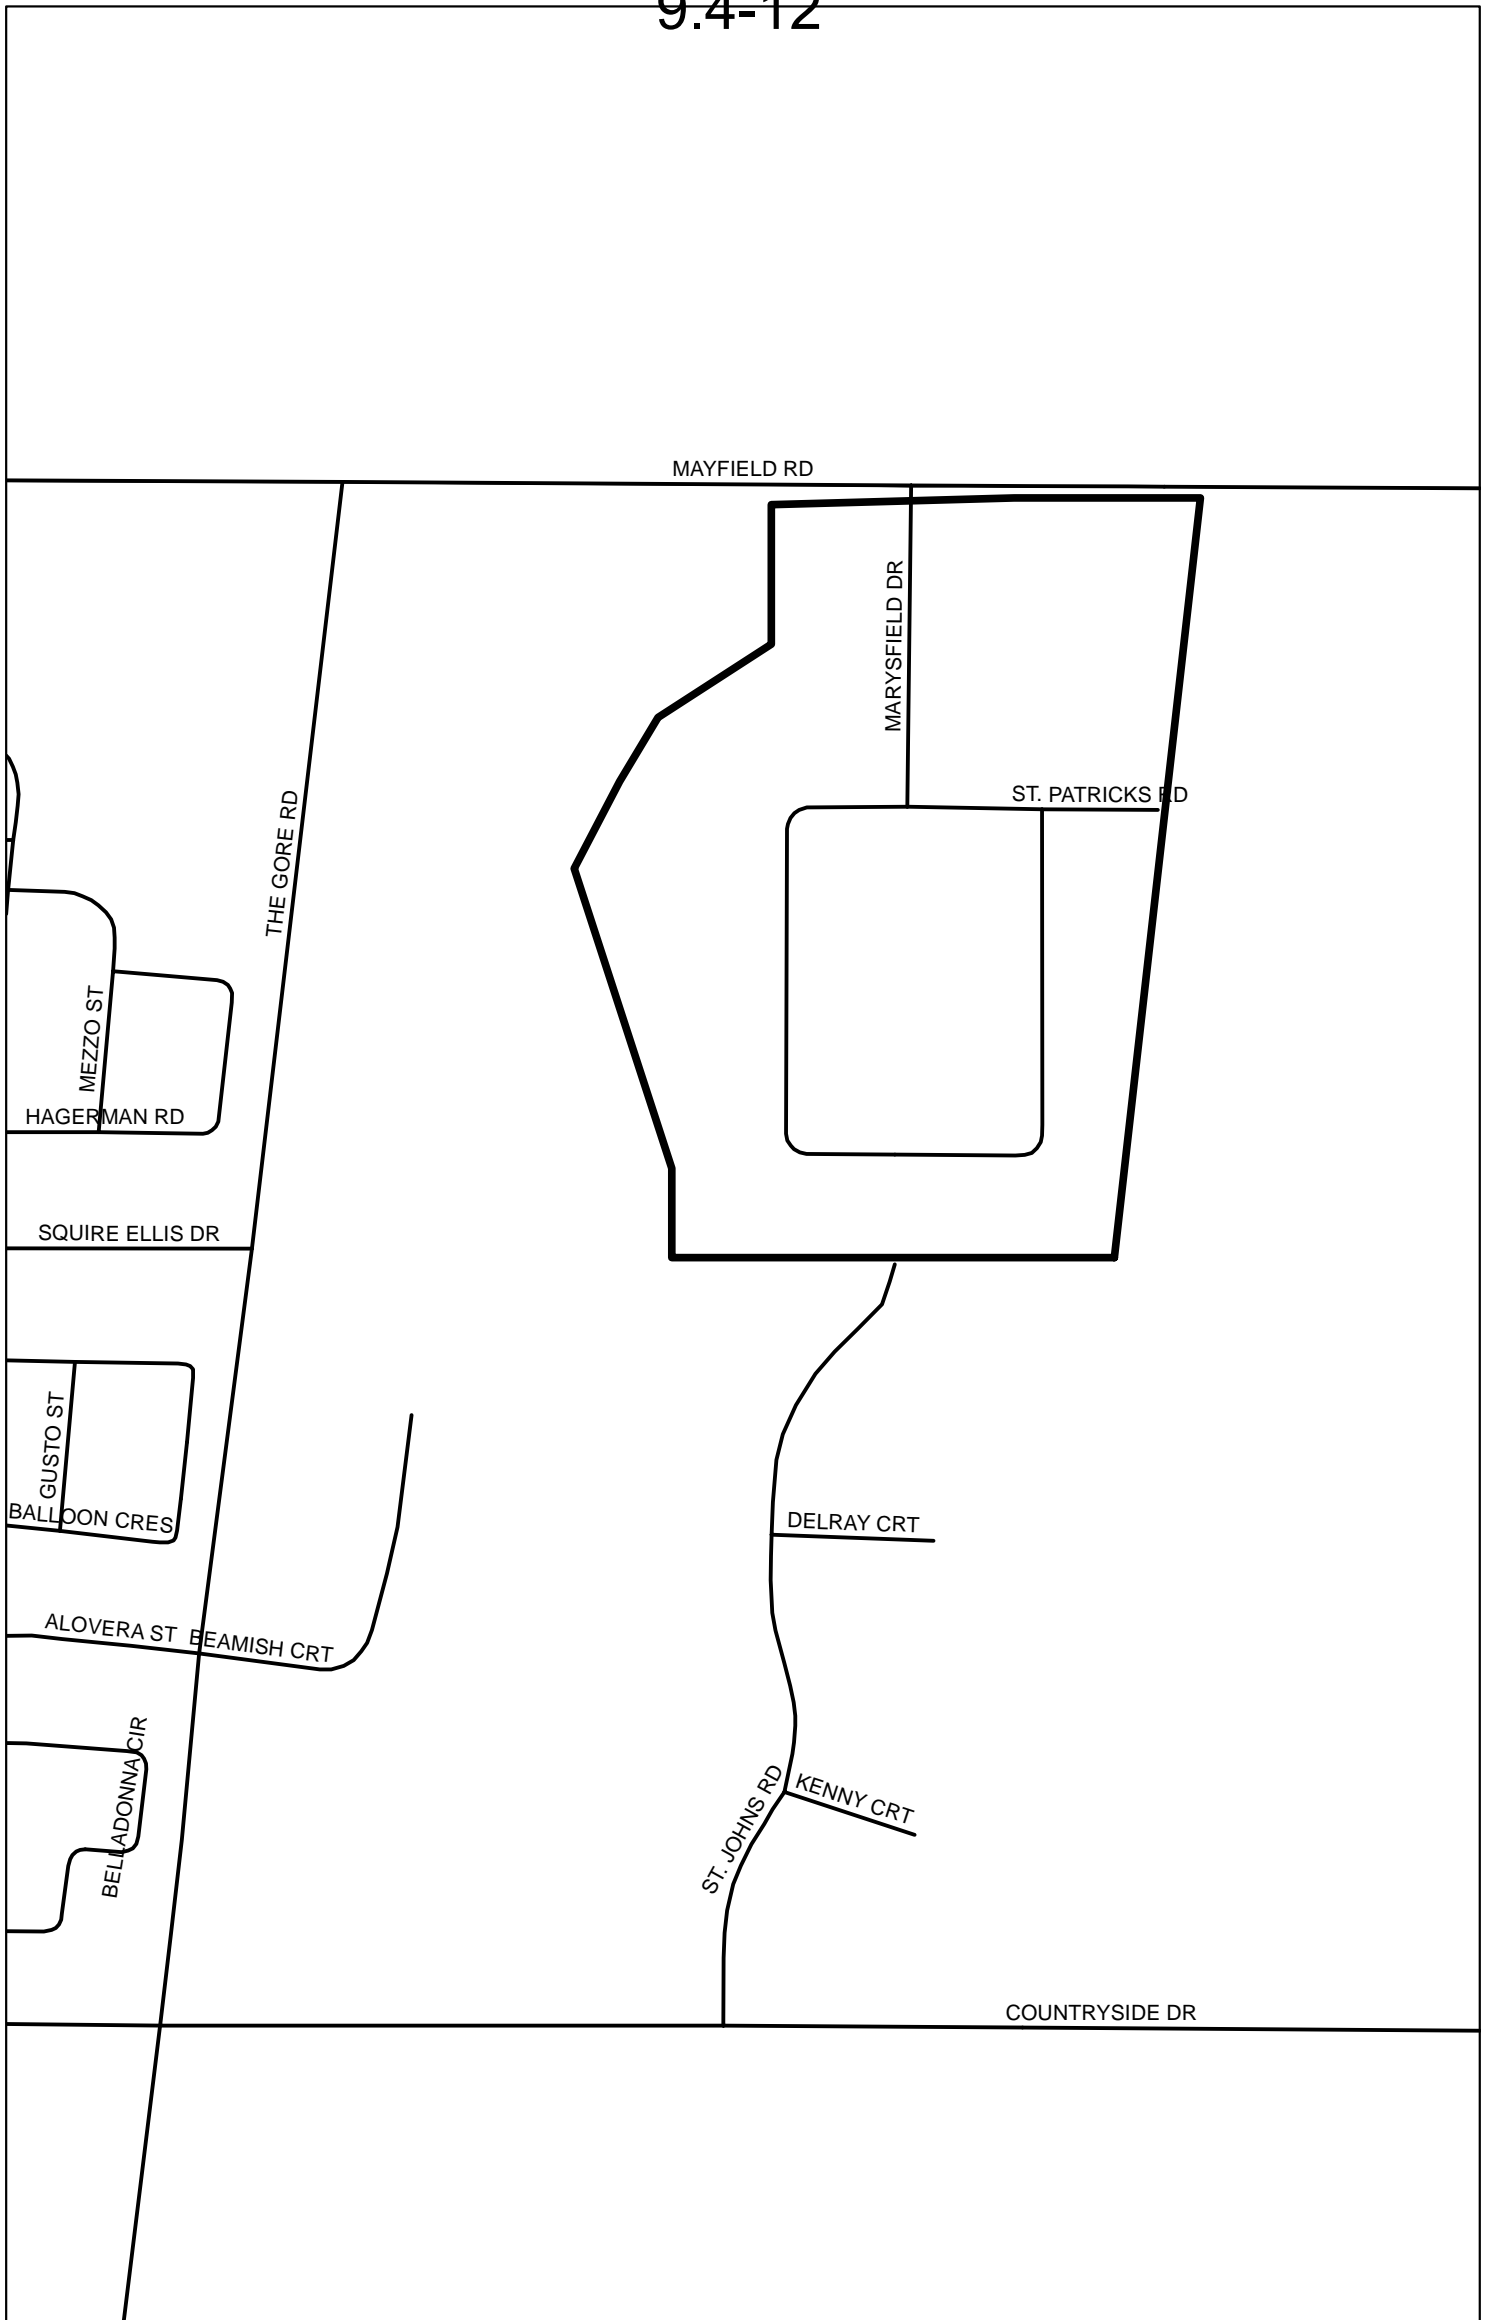 9.4-12
MAYFIELD RD
MARYSFIELD DR
ST. PATRICKS RD
THE GORE RD
MEZZO ST
HAGERMAN RD
SQUIRE ELLIS DR
GUSTO ST
BALLOON CRES
DELRAY CRT
ALOVERA ST
BEAMISH CRT
BELLADONNA CIR
ST. JOHNS RD
KENNY CRT
COUNTRYSIDE DR